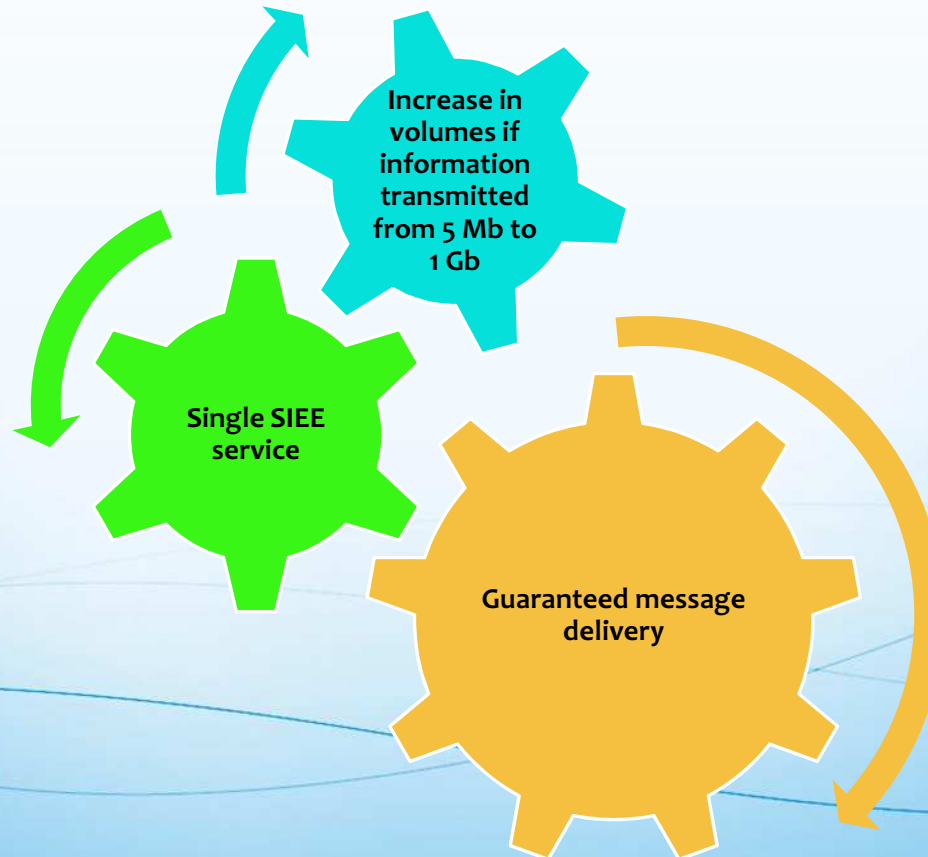 Increase in
volumes if
information
transmitted
from 5 Mb to
1 Gb
Single SIEE
service
Guaranteed message
delivery